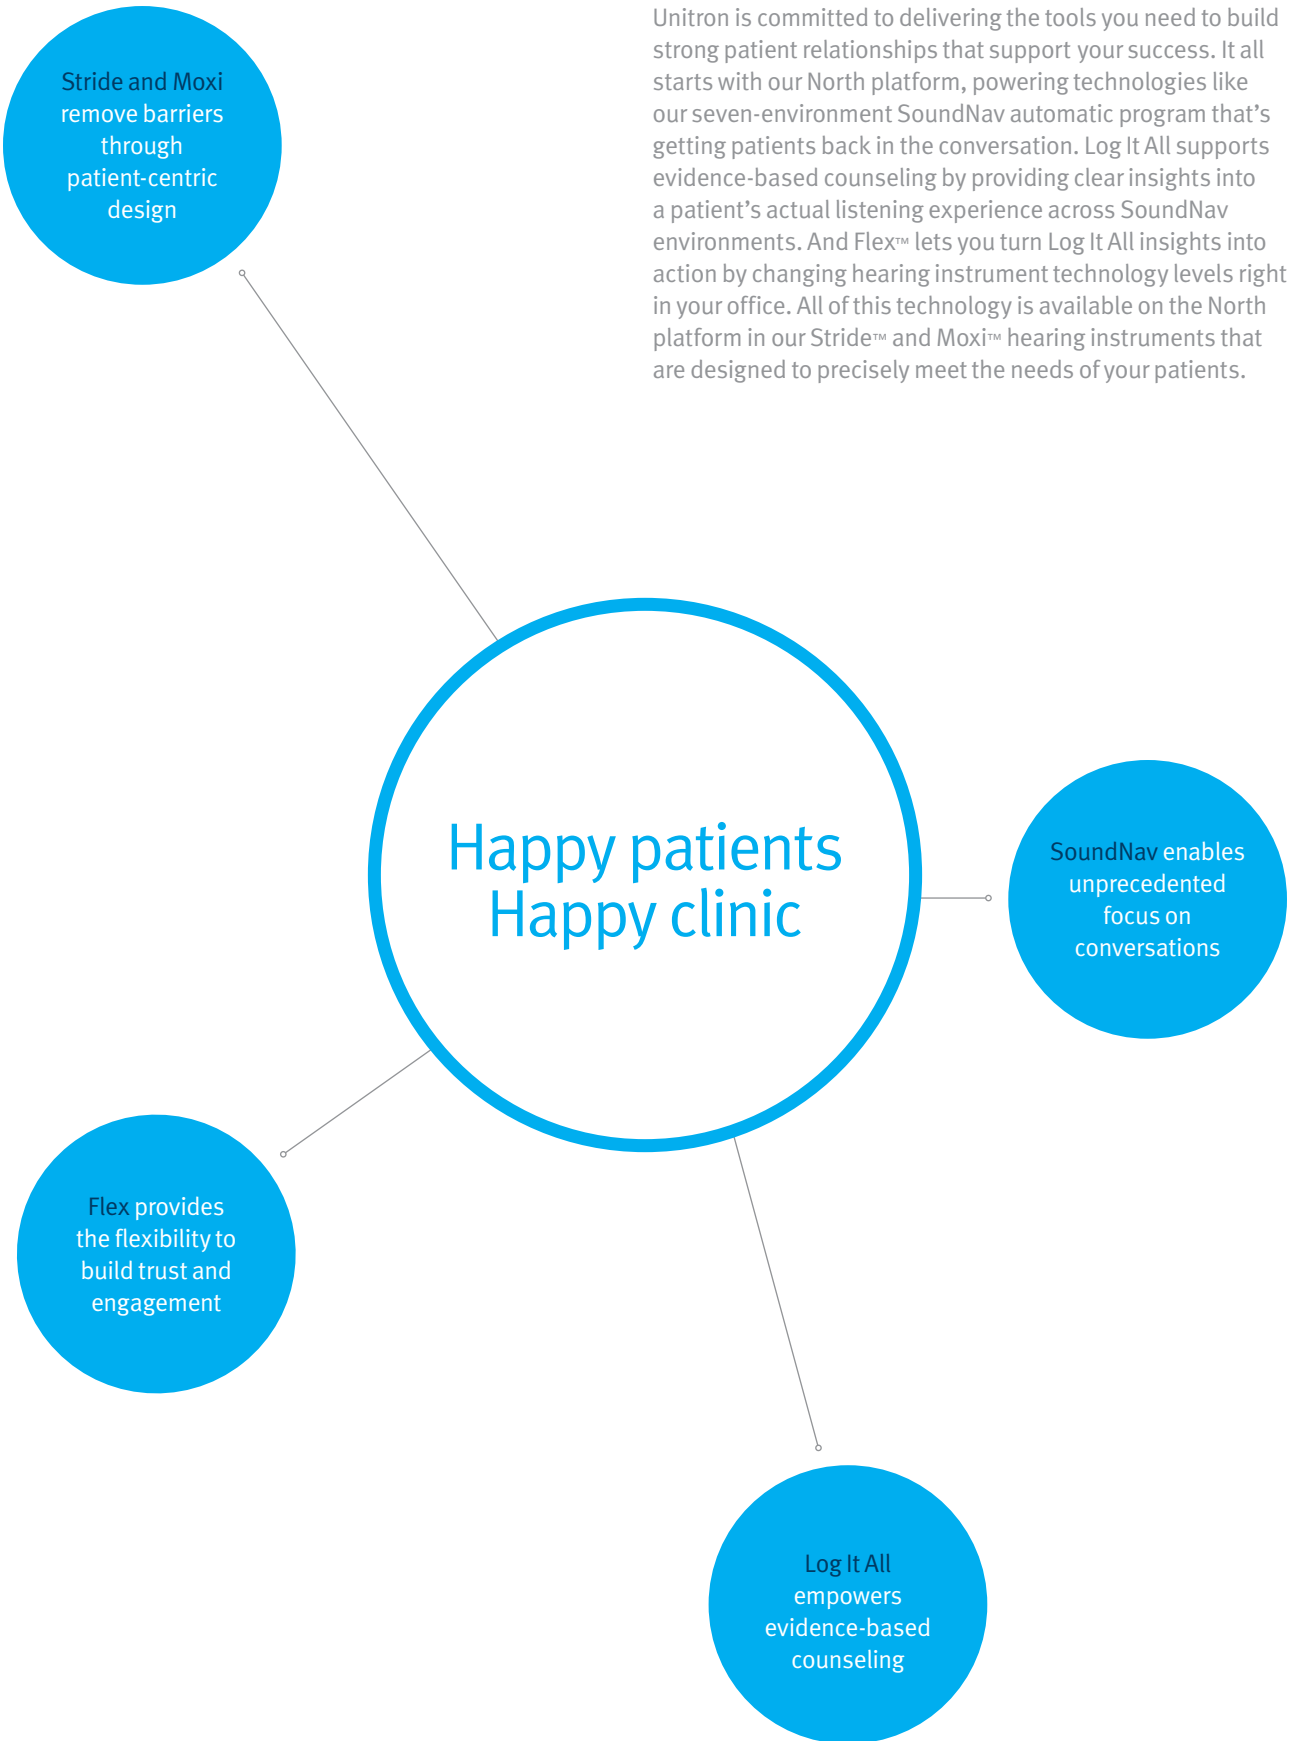 Unitron is committed to delivering the tools you need to build
strong patient relationships that support your success. It all
starts with our North platform, powering technologies like
our seven-environment SoundNav automatic program that’s
getting patients back in the conversation. Log It All supports
evidence-based counseling by providing clear insights into
a patient’s actual listening experience across SoundNav
environments. And Flex™ lets you turn Log It All insights into
action by changing hearing instrument technology levels right
in your office. All of this technology is available on the North
platform in our Stride™ and Moxi™ hearing instruments that
are designed to precisely meet the needs of your patients.
Stride and Moxi
remove barriers
through
patient-centric
design
Happy patients
Happy clinic
SoundNav enables
unprecedented
focus on
conversations
Flex provides
the flexibility to
build trust and
engagement
Log It All
empowers
evidence-based
counseling